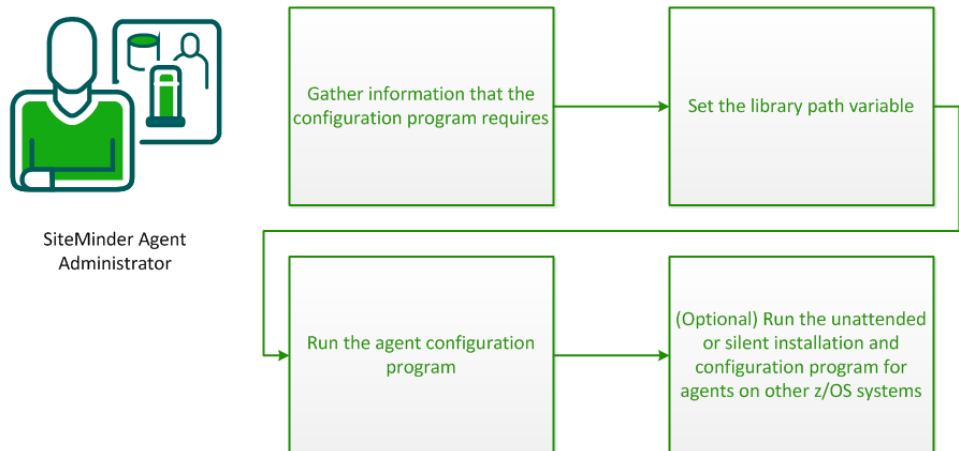 Gather information that the
configuration program requires
Set the library path variable
SiteMinder Agent
Administrator
Run the agent configuration
program
(Optional) Run the unattended
or silent installation and
configuration program for
agents on other z/OS systems